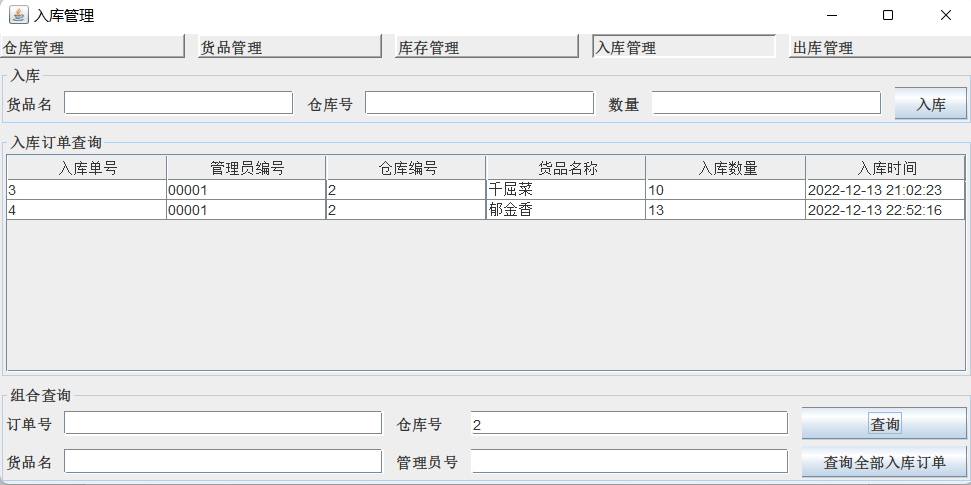 入库管理
仓库管理 货品管理 库存管理 入库管理 出库管理
入库
货品名 仓库号 数量 入库
入库订单查询
入库单号 管理员编号 仓库编号 货品名称 入库数量 入库时间
3 00001 2 千屈菜 10 2022-12-13 21:02:23
4 00001 2 郁金香 13 2022-12-13 22:52:16
组合查询
订单号 仓库号 2 查询
货品名 管理员号 查询全部入库订单